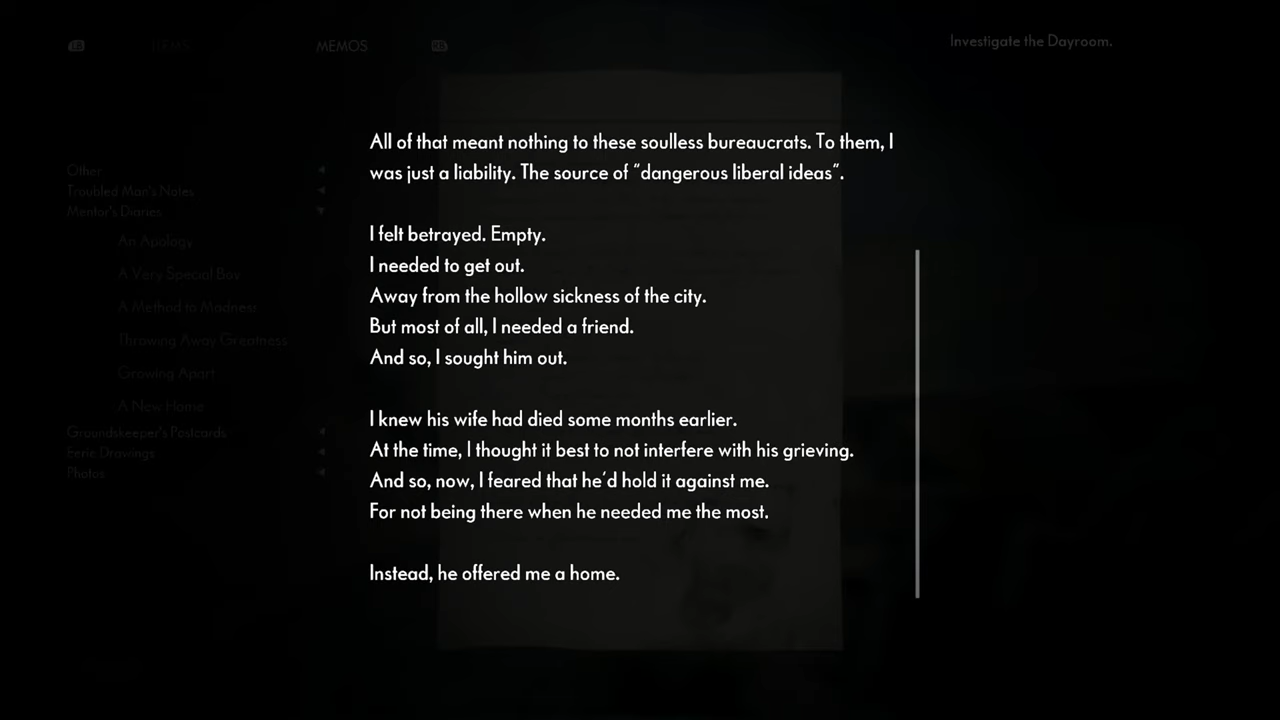 LB ITEMS MEMOS RB
Investigate the Dayroom.
All of that meant nothing to these soulless bureaucrats. To them, I
was just a liability. The source of "dangerous liberal ideas".
I felt betrayed. Empty.
I needed to get out.
Away from the hollow sickness of the city.
But most of all, I needed a friend.
And so, I sought him out.
I knew his wife had died some months earlier.
At the time, I thought it best to not interfere with his grieving.
And so, now, I feared that he'd hold it against me.
For not being there when he needed me the most.
Instead, he offered me a home.
Other
Troubled Man's Notes
Mentor's Diaries
An Apology
A Very Special Boy
A Method to Madness
Throwing Away Greatness
Growing Apart
A New Home
Groundskeeper's Postcards
Eerie Drawings
Photos